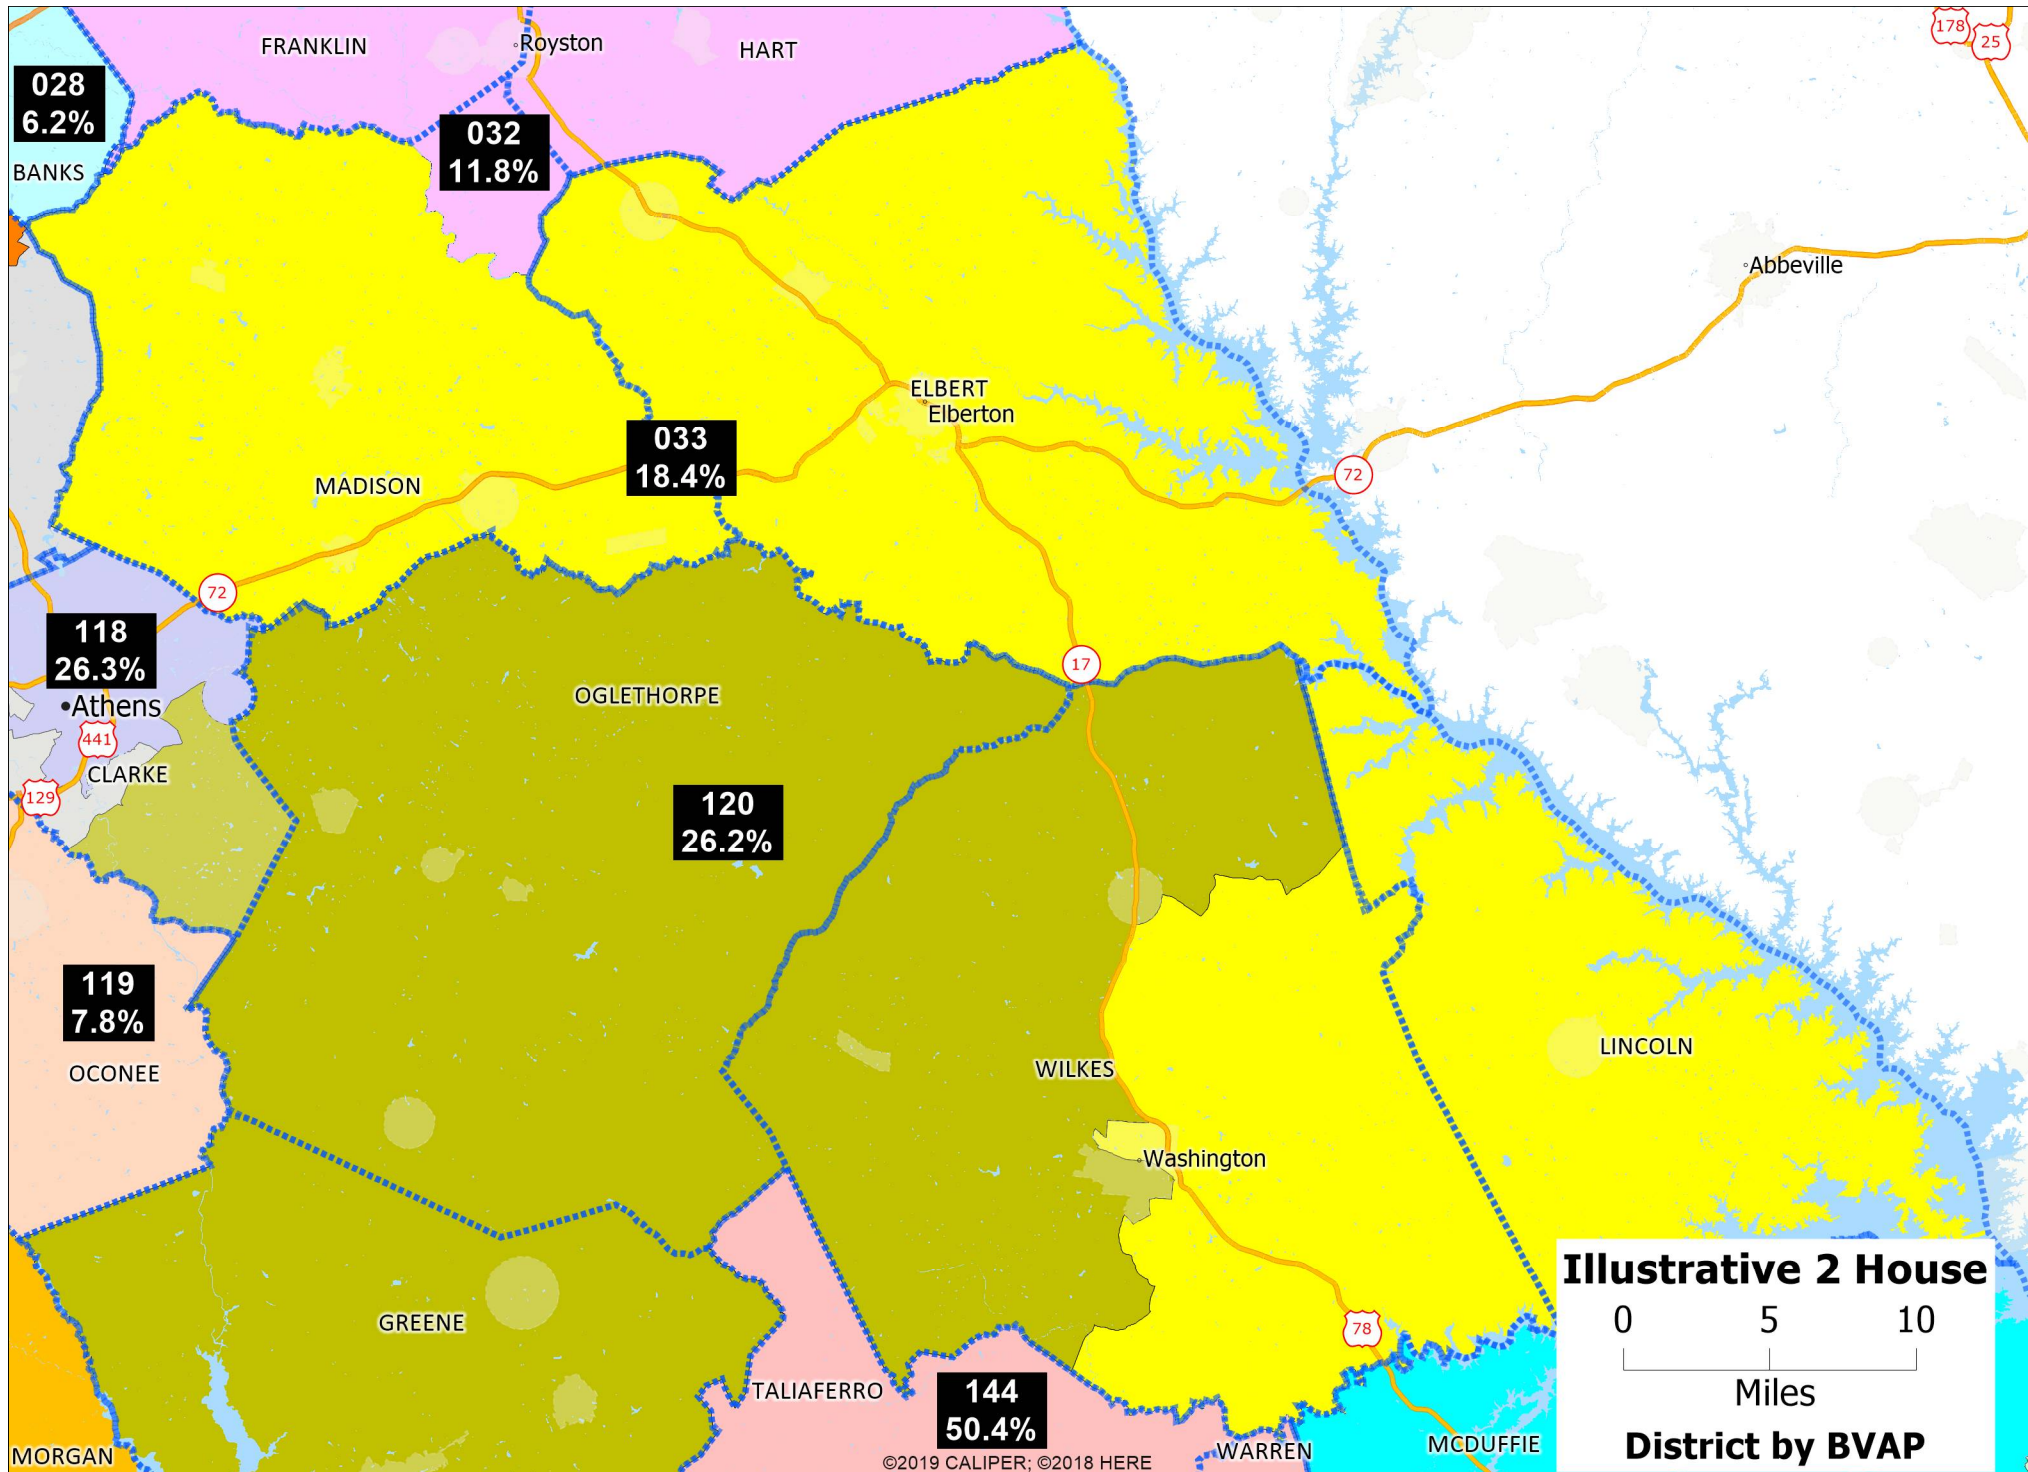 178
25
FRANKLIN
Royston
HART
028
6.2%
BANKS
032
11.8%
Abbeville
ELBERT
Elberton
033
18.4%
72
MADISON
72
118
26.3%
Athens
441
CLARKE
129
17
OGLETHORPE
120
26.2%
119
7.8%
OCONEE
WILKES
LINCOLN
Washington
GREENE
78
TALIAFERRO
144
50.4%
MORGAN
WARREN
MCDUFFIE
©2019 CALIPER; ©2018 HERE
Illustrative 2 House
0 5 10
Miles
District by BVAP